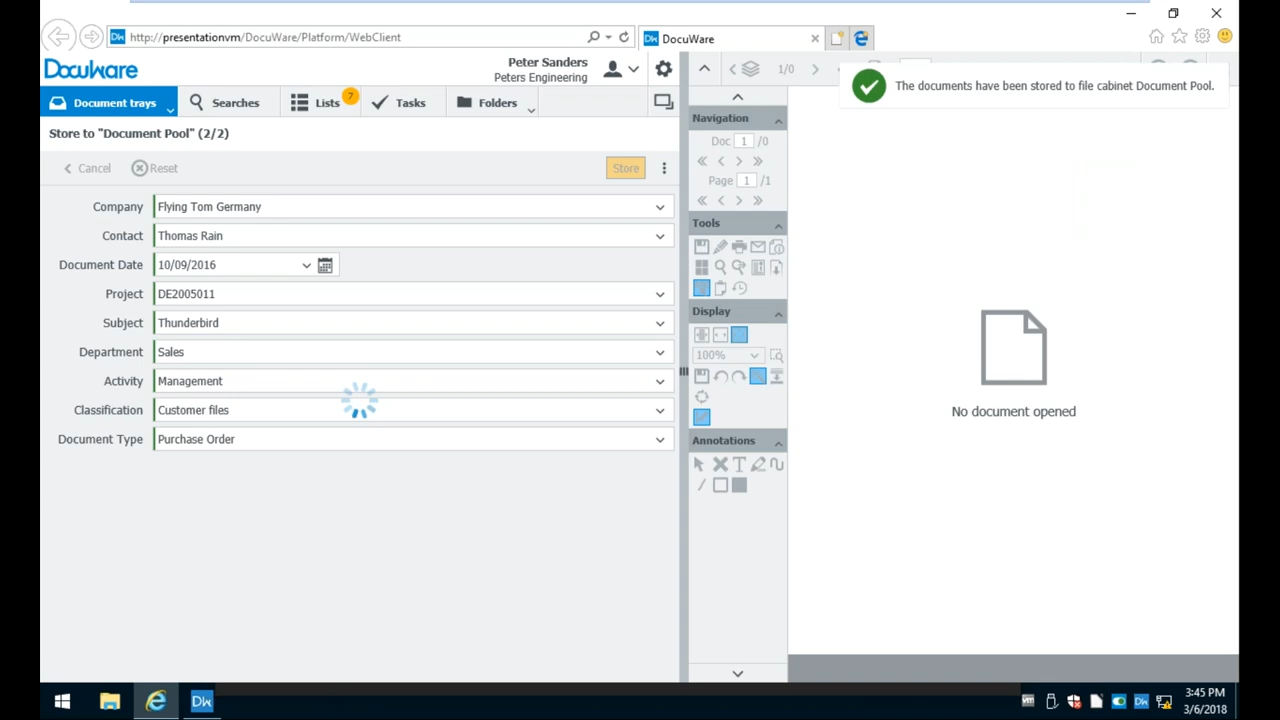 http://presentationvm/DocuWare/Platform/WebClient
DW DocuWare
DocuWare
Peter Sanders
Peters Engineering
1/0
The documents have been stored to file cabinet Document Pool.
Document trays
Searches
Lists 7
Tasks
Folders
Store to "Document Pool" (2/2)
Cancel
Reset
Store
Company Flying Tom Germany
Contact Thomas Rain
Document Date 10/09/2016
Project DE2005011
Subject Thunderbird
Department Sales
Activity Management
Classification Customer files
Document Type Purchase Order
Navigation
Doc 1 /0
Page 1 /1
Tools
Display
100%
Annotations
No document opened
DW
3:45 PM
3/6/2018